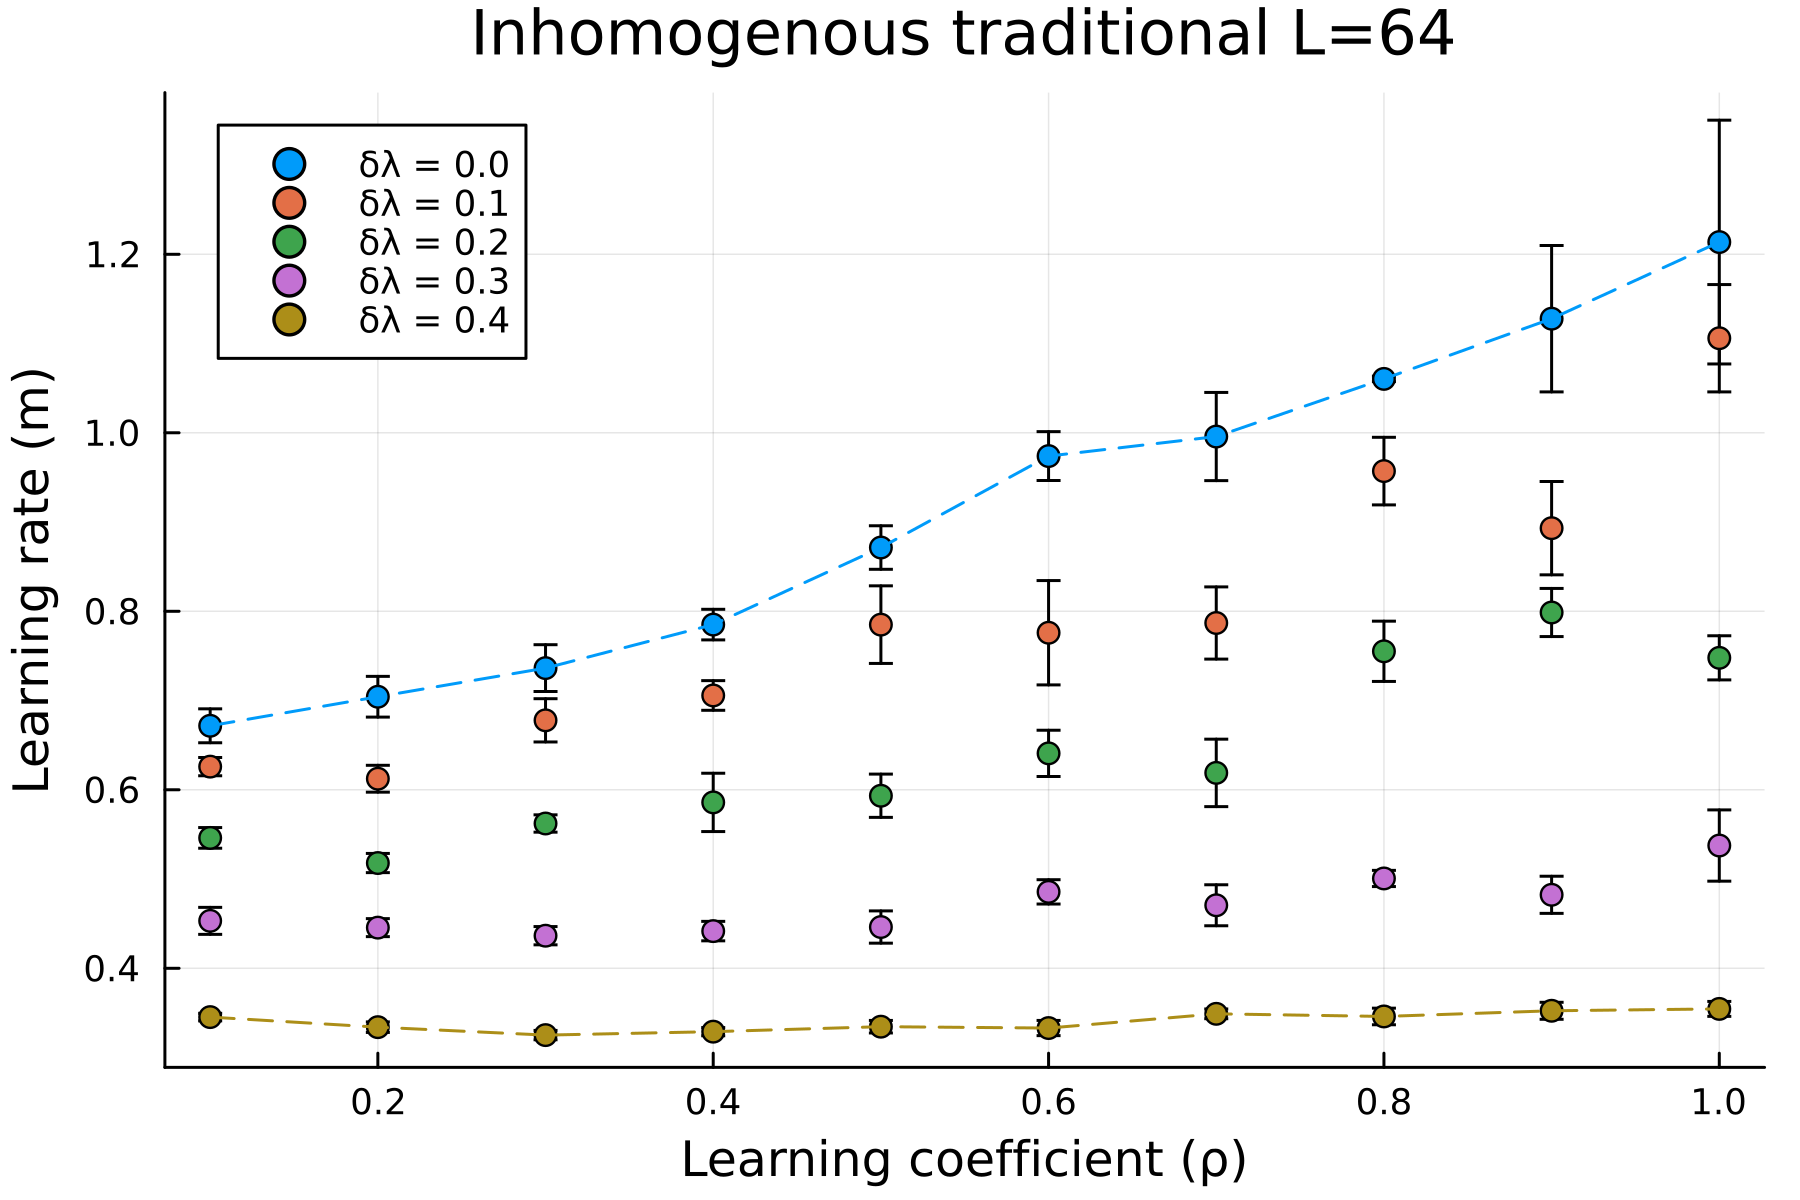 Inhomogenous traditional L=64
δλ = 0.0
δλ = 0.1
δλ = 0.2
δλ = 0.3
δλ = 0.4
Learning rate (m)
1.2
1.0
0.8
0.6
0.4
0.2
0.4
0.6
0.8
1.0
Learning coefficient (ρ)